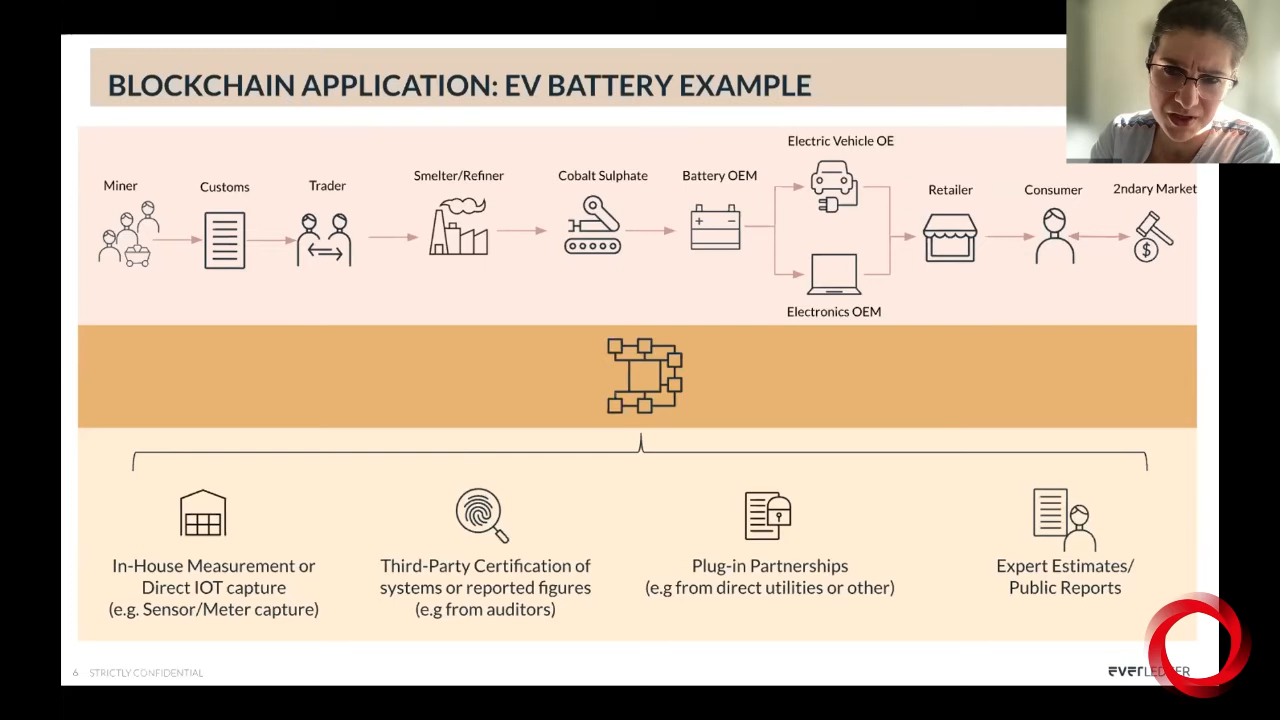 BLOCKCHAIN APPLICATION: EV BATTERY EXAMPLE
Electric Vehicle OE
Miner
Customs
Trader
Smelter/Refiner
Cobalt Sulphate
Battery OEM
Retailer
Consumer
2ndary Market
Electronics OEM
In-House Measurement or
Direct IOT capture
(e.g. Sensor/Meter capture)
Third-Party Certification of
systems or reported figures
(e.g from auditors)
Plug-in Partnerships
(e.g from direct utilities or other)
Expert Estimates/
Public Reports
6 STRICTLY CONFIDENTIAL
EVERLEDGER